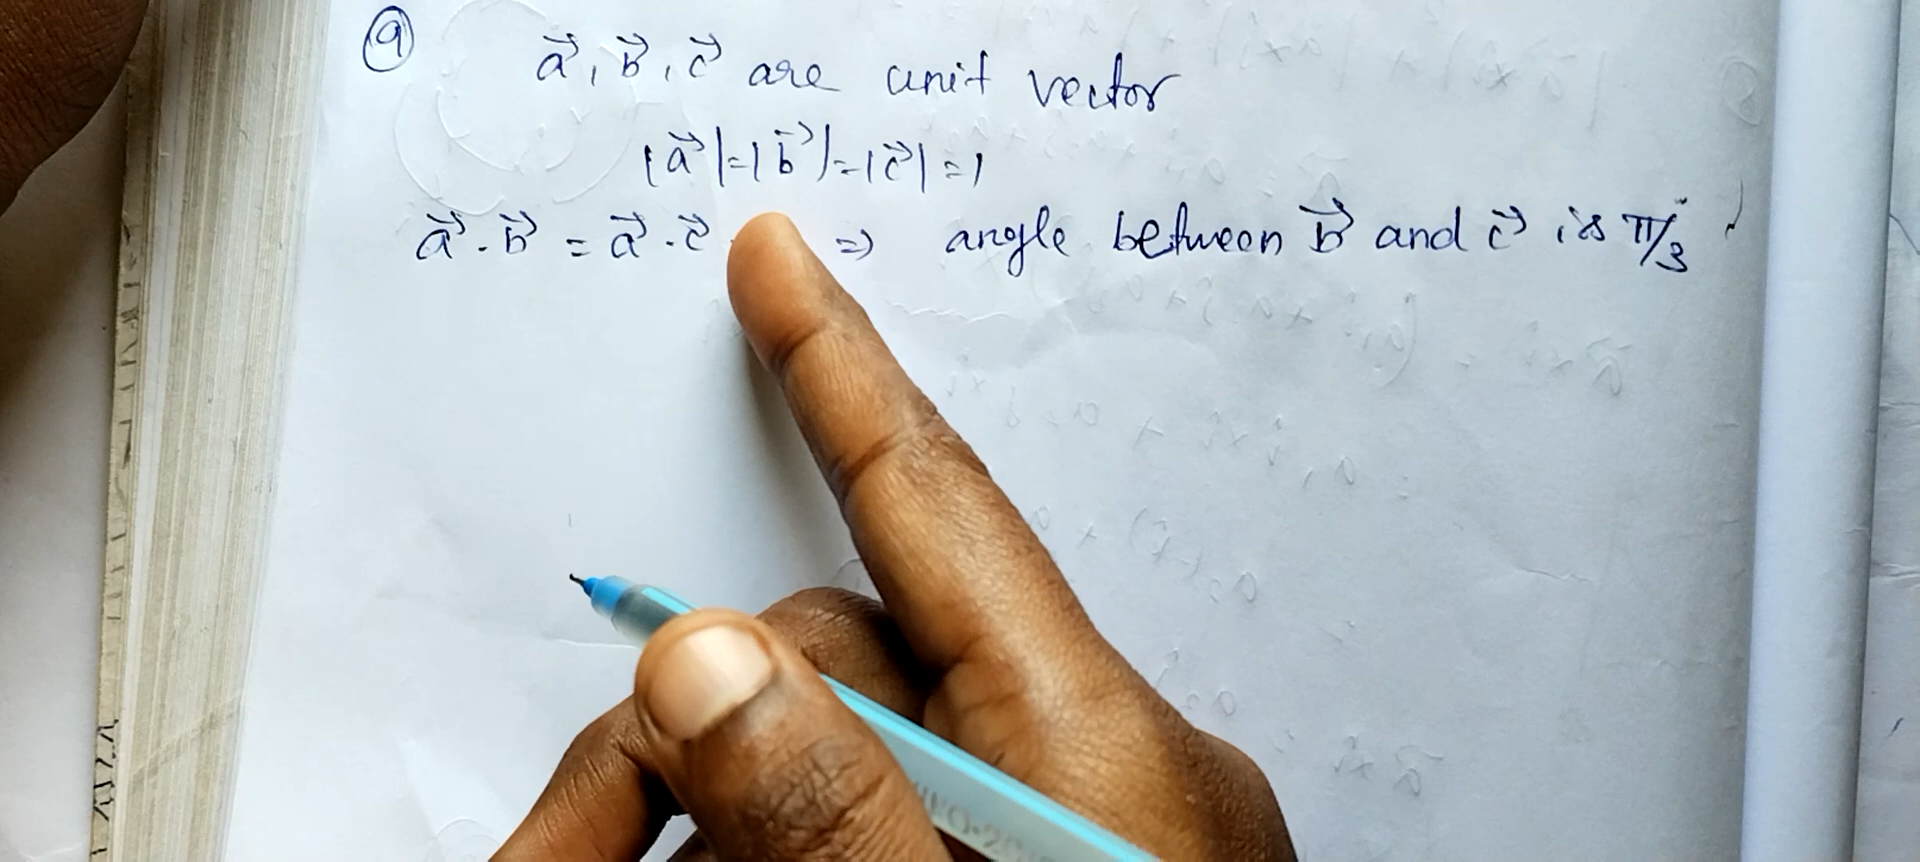 9 a⃗, b⃗, c⃗ are unit vector
|a⃗|=|b⃗|=|c⃗|=1
a⃗ . b⃗ = a⃗ . c⃗ ⇒ angle between b⃗ and c⃗ is π/3